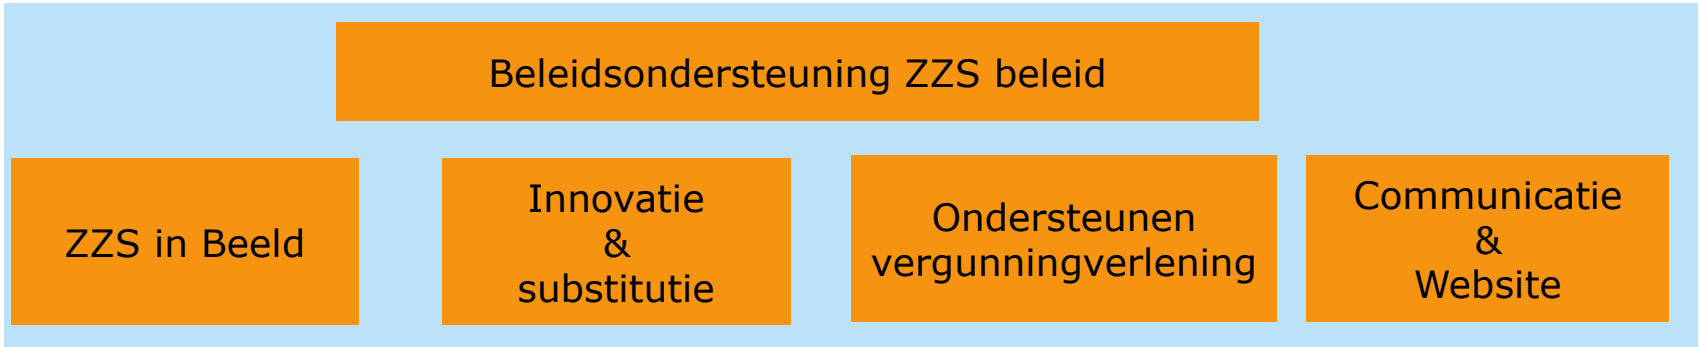 Beleidsondersteuning ZZS beleid
ZZS in Beeld
Innovatie
&
substitutie
Ondersteunen
vergunningverlening
Communicatie
&
Website